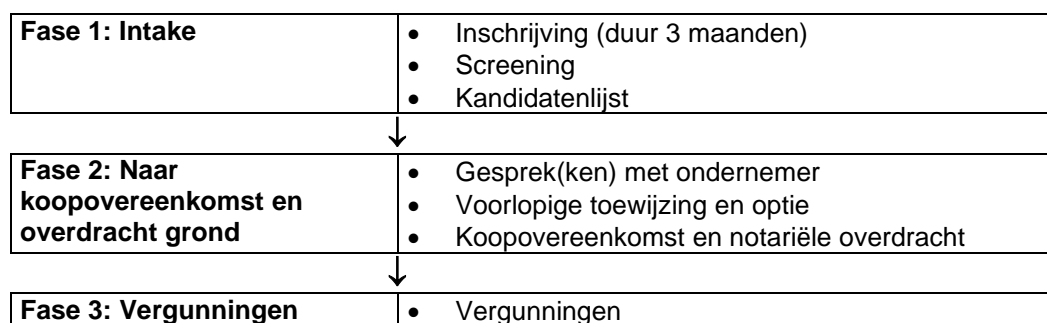 Fase 1: Intake
• Inschrijving (duur 3 maanden)
• Screening
• Kandidatenlijst
↓
Fase 2: Naar
koopovereenkomst en
overdracht grond
• Gesprek(ken) met ondernemer
• Voorlopige toewijzing en optie
• Koopovereenkomst en notariële overdracht
↓
Fase 3: Vergunningen
• Vergunningen